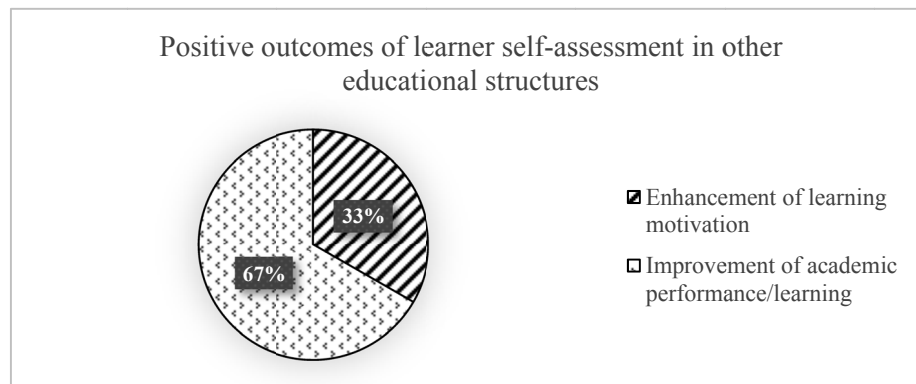 Positive outcomes of learner self-assessment in other
educational structures
33%
67%
Enhancement of learning
motivation
Improvement of academic
performance/learning